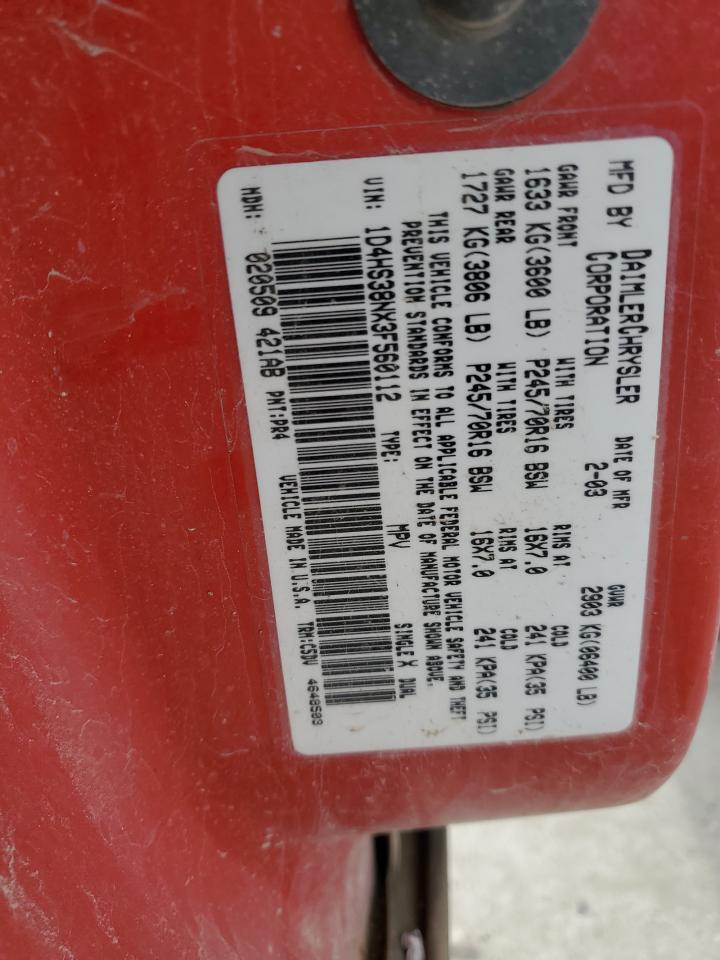 MFD BY DAIMLERCHRYSLER CORPORATION DATE OF MFR 2-03 GVWR 2903 KG(06400 LB)
GAWR FRONT WITH TIRES RIMS AT COLD
1633 KG(3600 LB) P245/70R16 BSW 16X7.0 241 KPA(35 PSI)
GAWR REAR WITH TIRES RIMS AT COLD
1727 KG(3806 LB) P245/70R16 BSW 16X7.0 241 KPA(35 PSI)
THIS VEHICLE CONFORMS TO ALL APPLICABLE FEDERAL MOTOR VEHICLE SAFETY AND THEFT
PREVENTION STANDARDS IN EFFECT ON THE DATE OF MANUFACTURE SHOWN ABOVE.
VIN: 1D4HS38NX3F560112 TYPE: MPV SINGLE X DUAL
MDH: 020509 421AB PNT:PR4 VEHICLE MADE IN U.S.A. TRM:CSDV 4648503